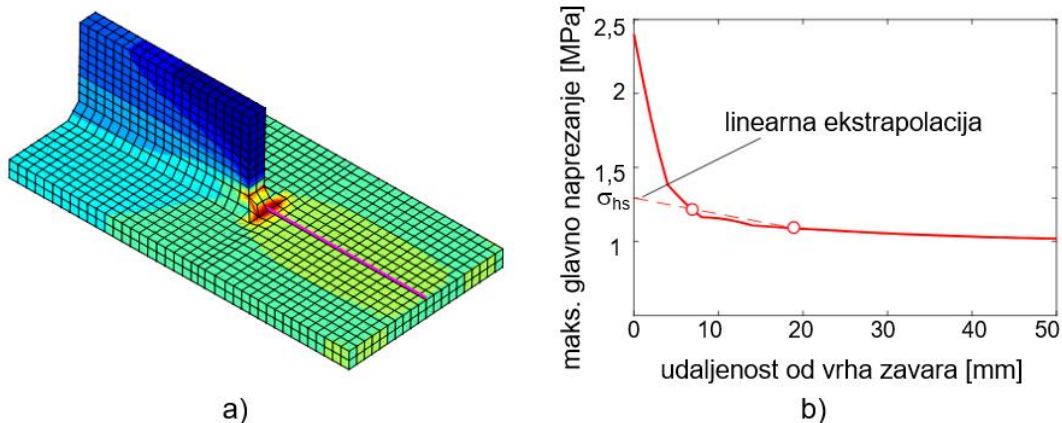 a)
maks. glavno naprezanje [MPa]
2,5
2
1,5
σhs
1
linearna ekstrapolacija
0
10
20
30
40
50
udaljenost od vrha zavara [mm]
b)